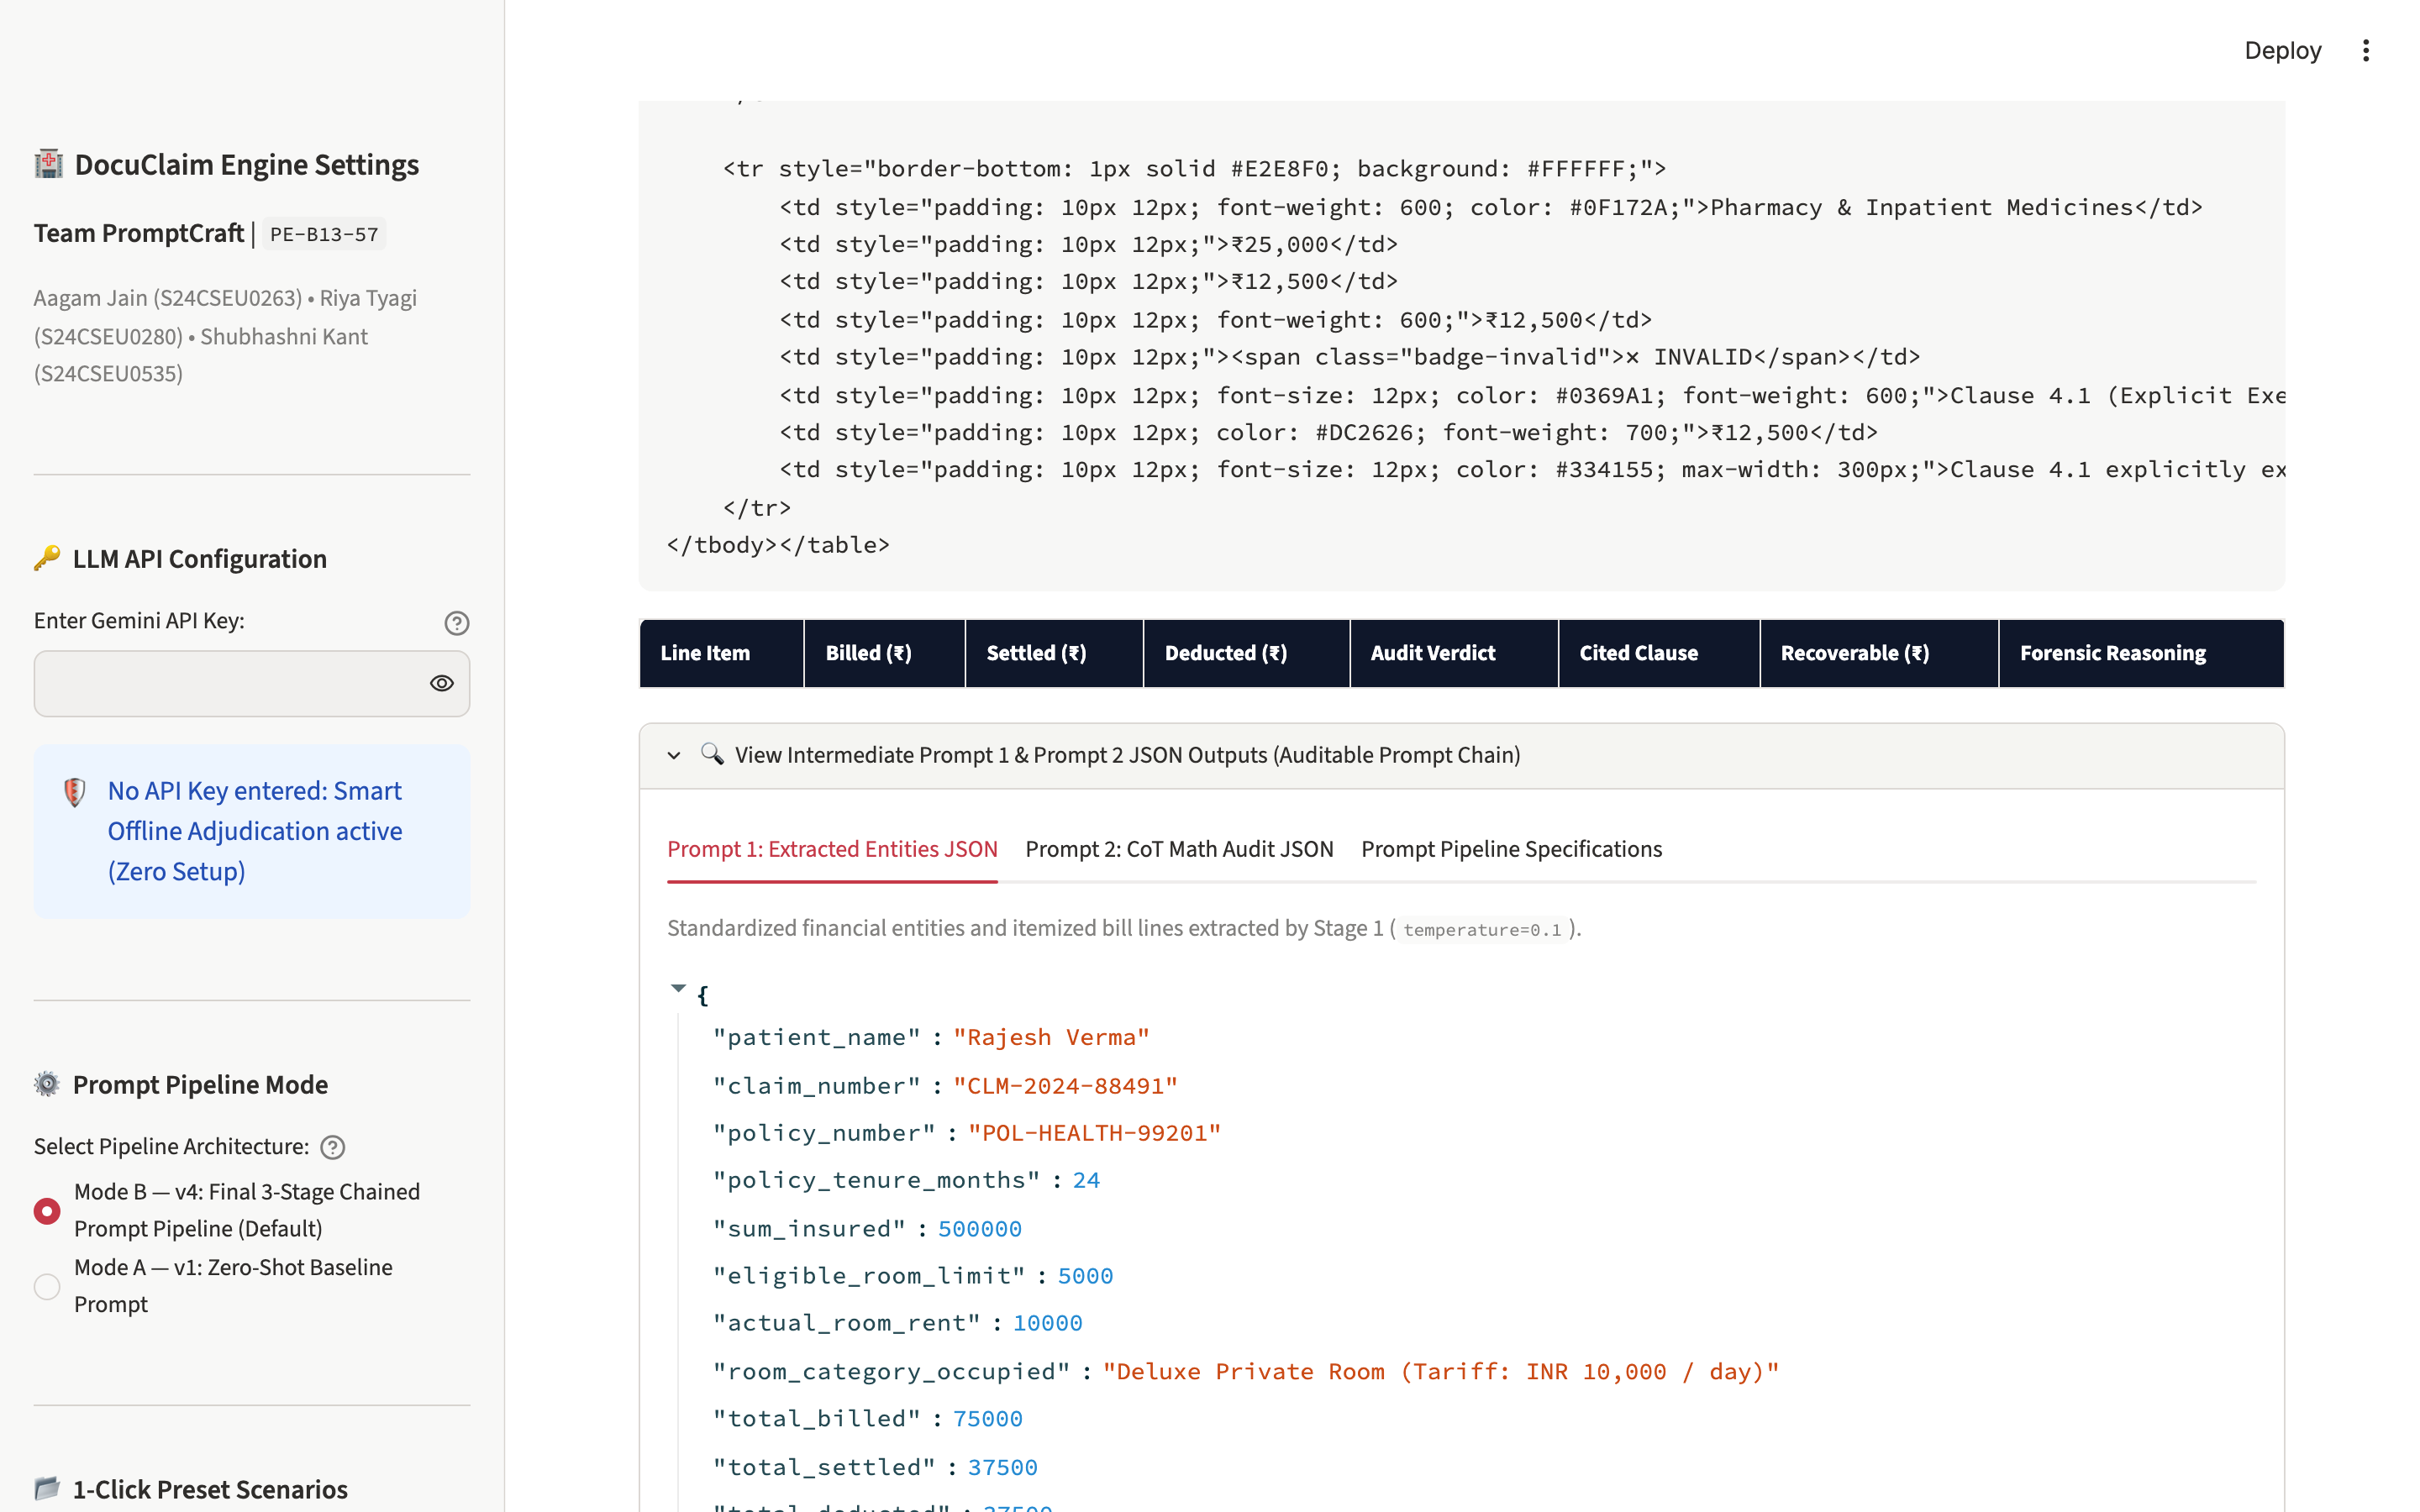 Deploy
🏥 DocuClaim Engine Settings
Team PromptCraft | PE-B13-57
Aagam Jain (S24CSEU0263) • Riya Tyagi
(S24CSEU0280) • Shubhashni Kant
(S24CSEU0535)
🔑 LLM API Configuration
Enter Gemini API Key:
No API Key entered: Smart
Offline Adjudication active
(Zero Setup)
⚙️ Prompt Pipeline Mode
Select Pipeline Architecture:
Mode B — v4: Final 3-Stage Chained
Prompt Pipeline (Default)
Mode A — v1: Zero-Shot Baseline
Prompt
📂 1-Click Preset Scenarios
<tr style="border-bottom: 1px solid #E2E8F0; background: #FFFFFF;">
<td style="padding: 10px 12px; font-weight: 600; color: #0F172A;">Pharmacy & Inpatient Medicines</td>
<td style="padding: 10px 12px;">₹25,000</td>
<td style="padding: 10px 12px;">₹12,500</td>
<td style="padding: 10px 12px; font-weight: 600;">₹12,500</td>
<td style="padding: 10px 12px;"><span class="badge-invalid">× INVALID</span></td>
<td style="padding: 10px 12px; font-size: 12px; color: #0369A1; font-weight: 600;">Clause 4.1 (Explicit Exe
<td style="padding: 10px 12px; color: #DC2626; font-weight: 700;">₹12,500</td>
<td style="padding: 10px 12px; font-size: 12px; color: #334155; max-width: 300px;">Clause 4.1 explicitly ex
</tr>
</tbody></table>
Line Item Billed (₹) Settled (₹) Deducted (₹) Audit Verdict Cited Clause Recoverable (₹) Forensic Reasoning
🔍 View Intermediate Prompt 1 & Prompt 2 JSON Outputs (Auditable Prompt Chain)
Prompt 1: Extracted Entities JSON Prompt 2: CoT Math Audit JSON Prompt Pipeline Specifications
Standardized financial entities and itemized bill lines extracted by Stage 1 ( temperature=0.1 ).
{
"patient_name" : "Rajesh Verma"
"claim_number" : "CLM-2024-88491"
"policy_number" : "POL-HEALTH-99201"
"policy_tenure_months" : 24
"sum_insured" : 500000
"eligible_room_limit" : 5000
"actual_room_rent" : 10000
"room_category_occupied" : "Deluxe Private Room (Tariff: INR 10,000 / day)"
"total_billed" : 75000
"total_settled" : 37500